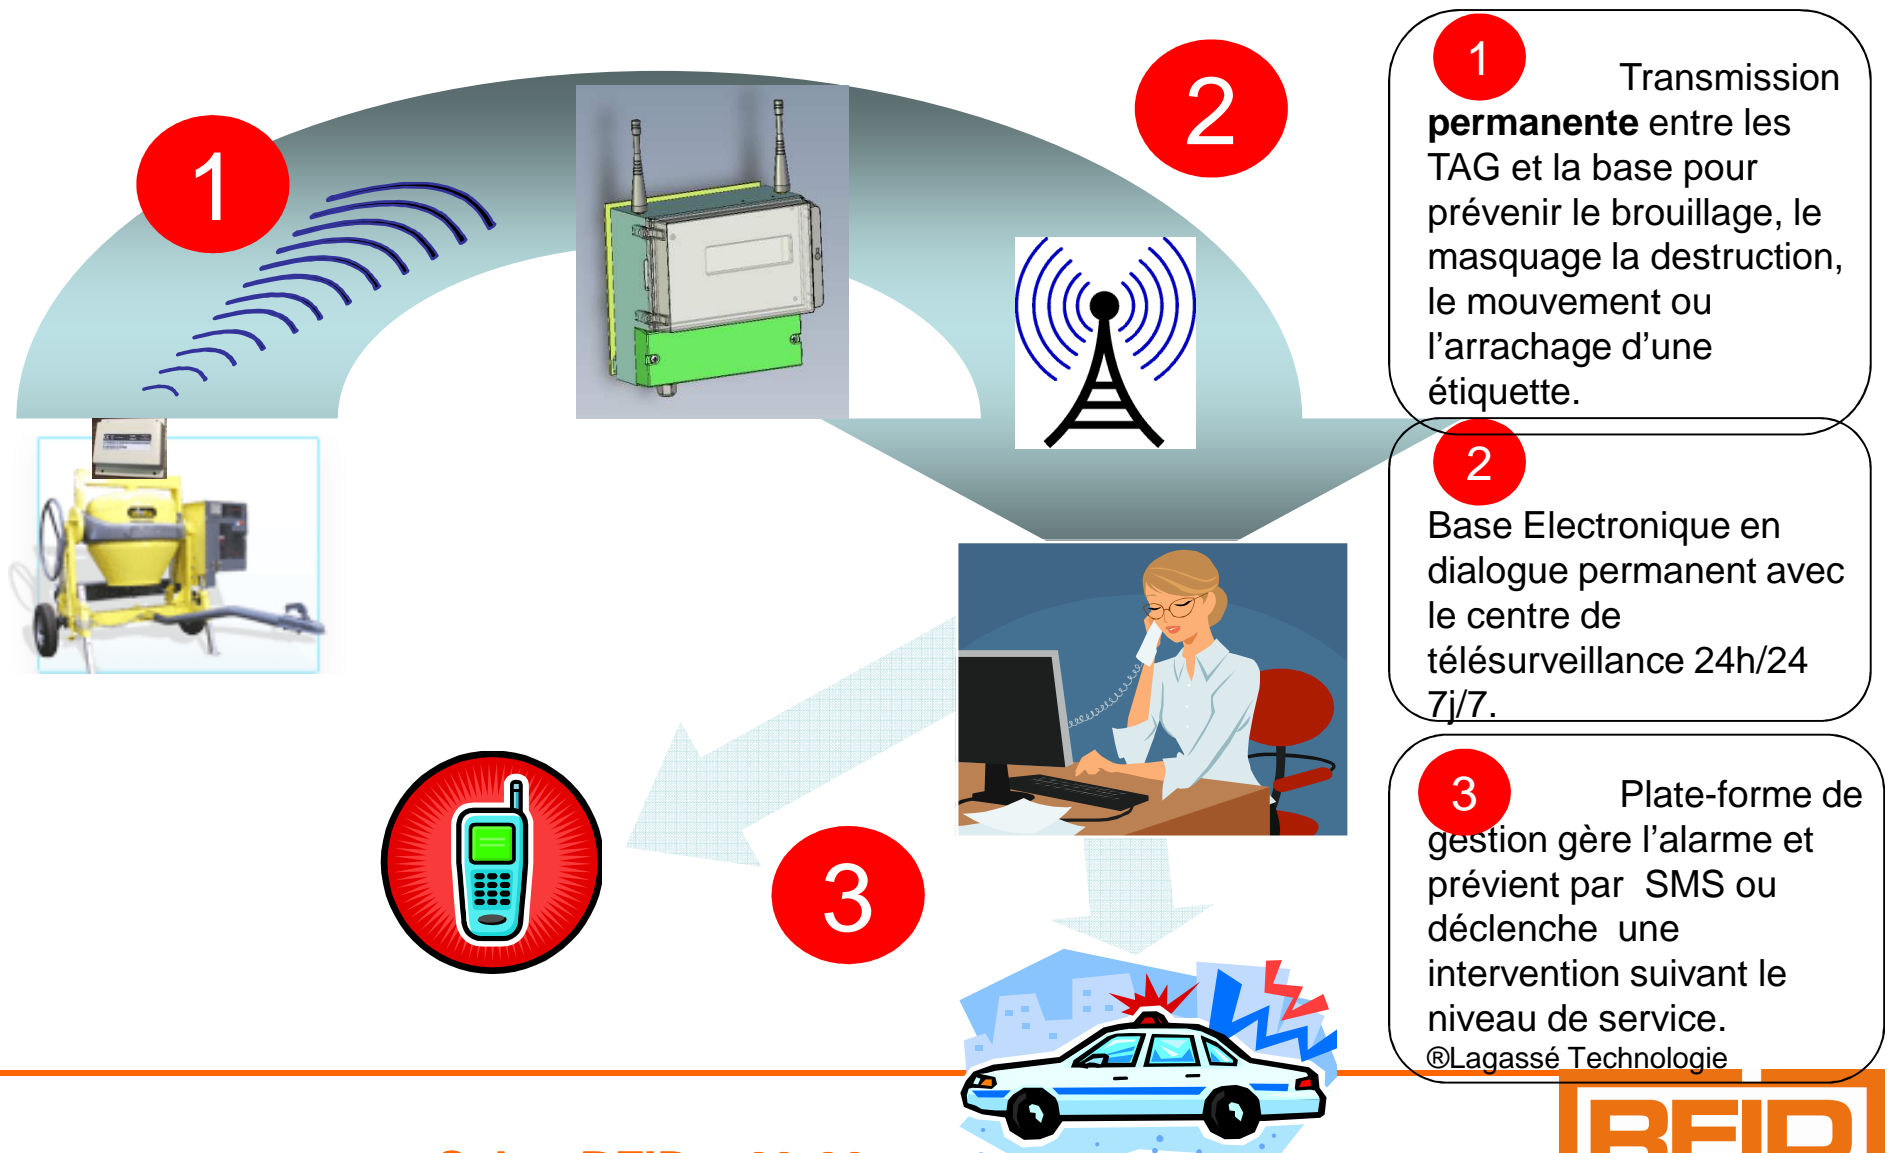 1
2
3
1
Transmission
permanente entre les
TAG et la base pour
prévenir le brouillage, le
masquage la destruction,
le mouvement ou
l’arrachage d’une
étiquette.
2
Base Electronique en
dialogue permanent avec
le centre de
télésurveillance 24h/24
7j/7.
3
Plate-forme de
gestion gère l’alarme et
prévient par  SMS ou
déclenche  une
intervention suivant le
niveau de service.
®Lagassé Technologie
RFID